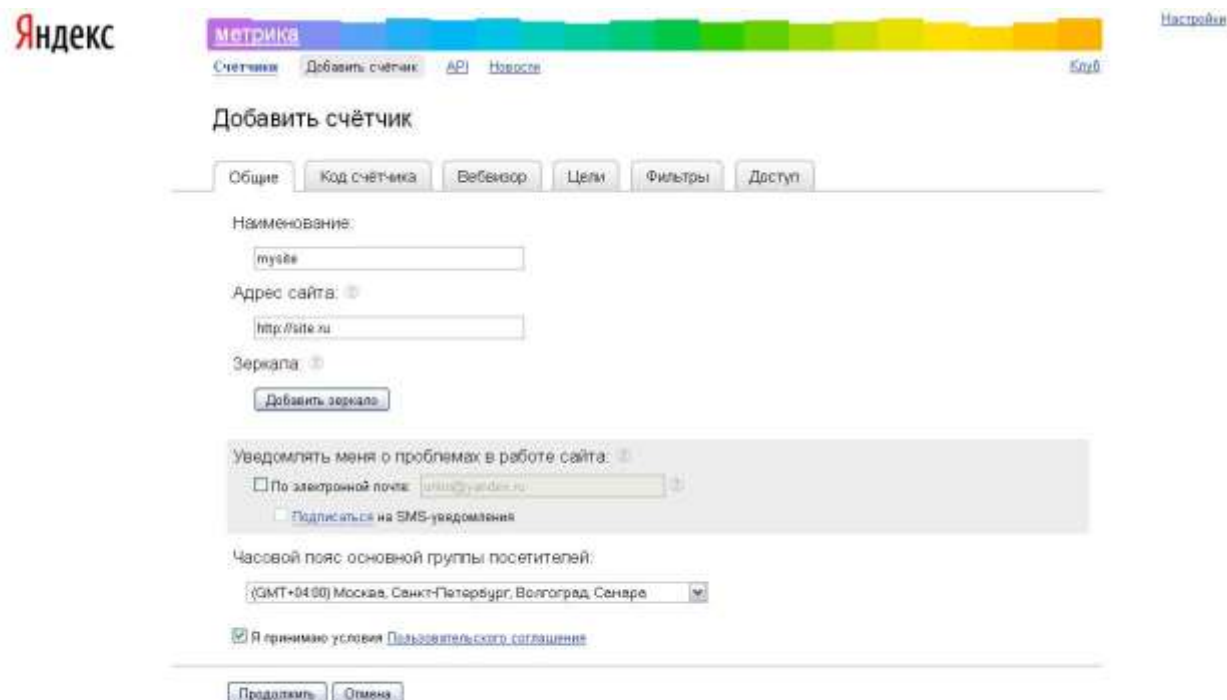 Яндекс
метрика
Настройки
Счётчики Добавить счётчик API Новости Клуб
Добавить счётчик
Общие Код счётчика Вебвизор Цели Фильтры Доступ
Наименование:
mysite
Адрес сайта:
http://site.ru
Зеркала:
Добавить зеркало
Уведомлять меня о проблемах в работе сайта:
По электронной почте:
Подписаться на SMS-уведомления
Часовой пояс основной группы посетителей:
(GMT+04:00) Москва, Санкт-Петербург, Волгоград, Самара
Я принимаю условия Пользовательского соглашения
Продолжить Отмена